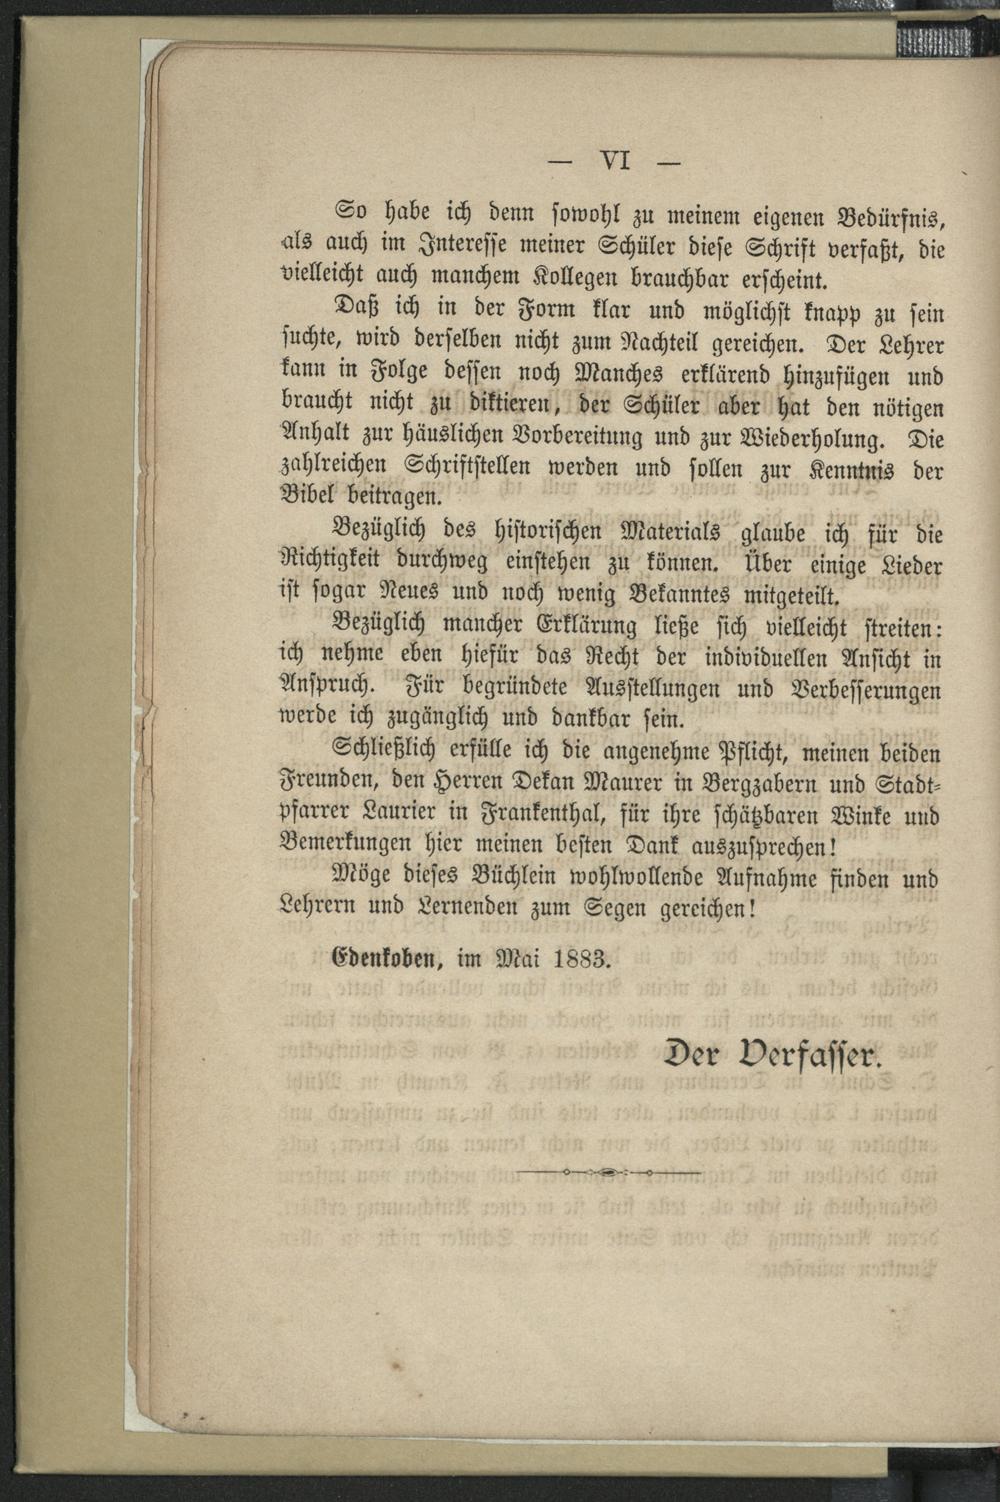 — VI —
So habe ich denn sowohl zu meinem eigenen Bedürfnis,
als auch im Interesse meiner Schüler diese Schrift verfaßt, die
vielleicht auch manchem Kollegen brauchbar erscheint.
Daß ich in der Form klar und möglichst knapp zu sein
suchte, wird derselben nicht zum Nachteil gereichen. Der Lehrer
kann in Folge dessen noch Manches erklärend hinzufügen und
braucht nicht zu diktieren, der Schüler aber hat den nötigen
Anhalt zur häuslichen Vorbereitung und zur Wiederholung. Die
zahlreichen Schriftstellen werden und sollen zur Kenntnis der
Bibel beitragen.
Bezüglich des historischen Materials glaube ich für die
Richtigkeit durchweg einstehen zu können. Über einige Lieder
ist sogar Neues und noch wenig Bekanntes mitgeteilt.
Bezüglich mancher Erklärung ließe sich vielleicht streiten:
ich nehme eben hiefür das Recht der individuellen Ansicht in
Anspruch. Für begründete Ausstellungen und Verbesserungen
werde ich zugänglich und dankbar sein.
Schließlich erfülle ich die angenehme Pflicht, meinen beiden
Freunden, den Herren Dekan Maurer in Bergzabern und Stadt-
pfarrer Laurier in Frankenthal, für ihre schätzbaren Winke und
Bemerkungen hier meinen besten Dank auszusprechen!
Möge dieses Büchlein wohlwollende Aufnahme finden und
Lehrern und Lernenden zum Segen gereichen!
Edenkoben, im Mai 1883.
Der Verfasser.